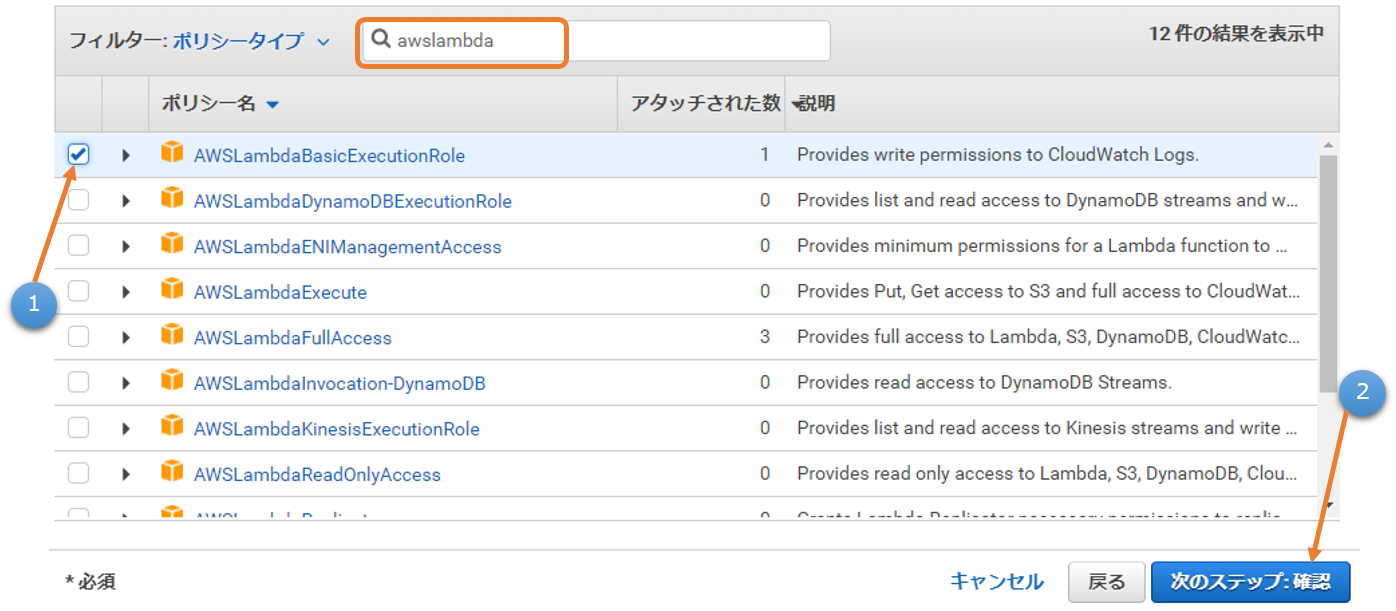 フィルター: ポリシータイプ awslambda 12 件の結果を表示中
ポリシー名 アタッチされた数 説明
AWSLambdaBasicExecutionRole 1 Provides write permissions to CloudWatch Logs.
AWSLambdaDynamoDBExecutionRole 0 Provides list and read access to DynamoDB streams and w...
AWSLambdaENIManagementAccess 0 Provides minimum permissions for a Lambda function to ...
1 AWSLambdaExecute 0 Provides Put, Get access to S3 and full access to CloudWat...
AWSLambdaFullAccess 3 Provides full access to Lambda, S3, DynamoDB, CloudWatc...
AWSLambdaInvocation-DynamoDB 0 Provides read access to DynamoDB Streams.
2
AWSLambdaKinesisExecutionRole 0 Provides list and read access to Kinesis streams and write ...
AWSLambdaReadOnlyAccess 0 Provides read only access to Lambda, S3, DynamoDB, Clou...
* 必須 キャンセル 戻る 次のステップ: 確認